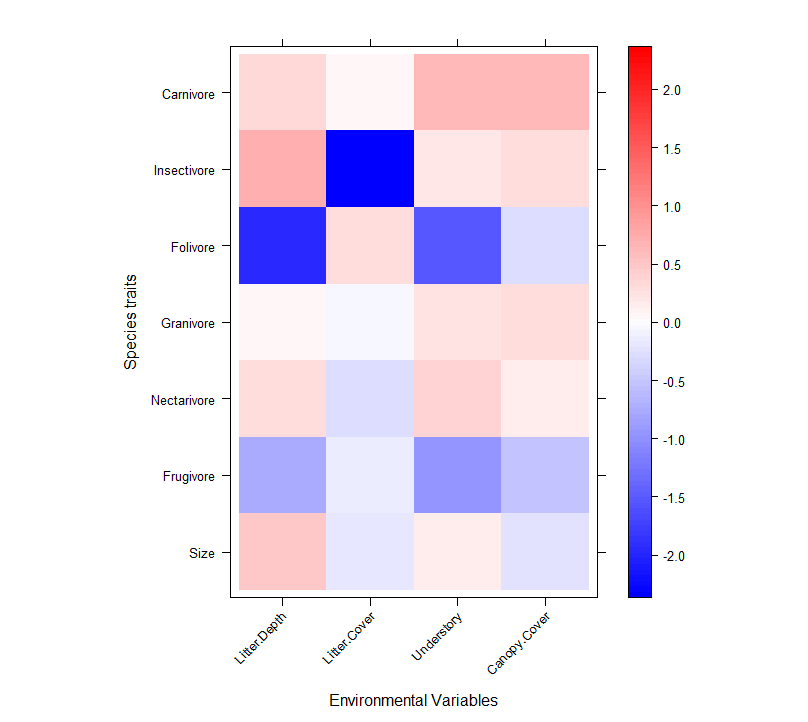 Carnivore
Insectivore
Folivore
Granivore
Nectarivore
Frugivore
Size
Species traits
Litter.Depth
Litter.Cover
Understory
Canopy.Cover
Environmental Variables
2.0
1.5
1.0
0.5
0.0
-0.5
-1.0
-1.5
-2.0